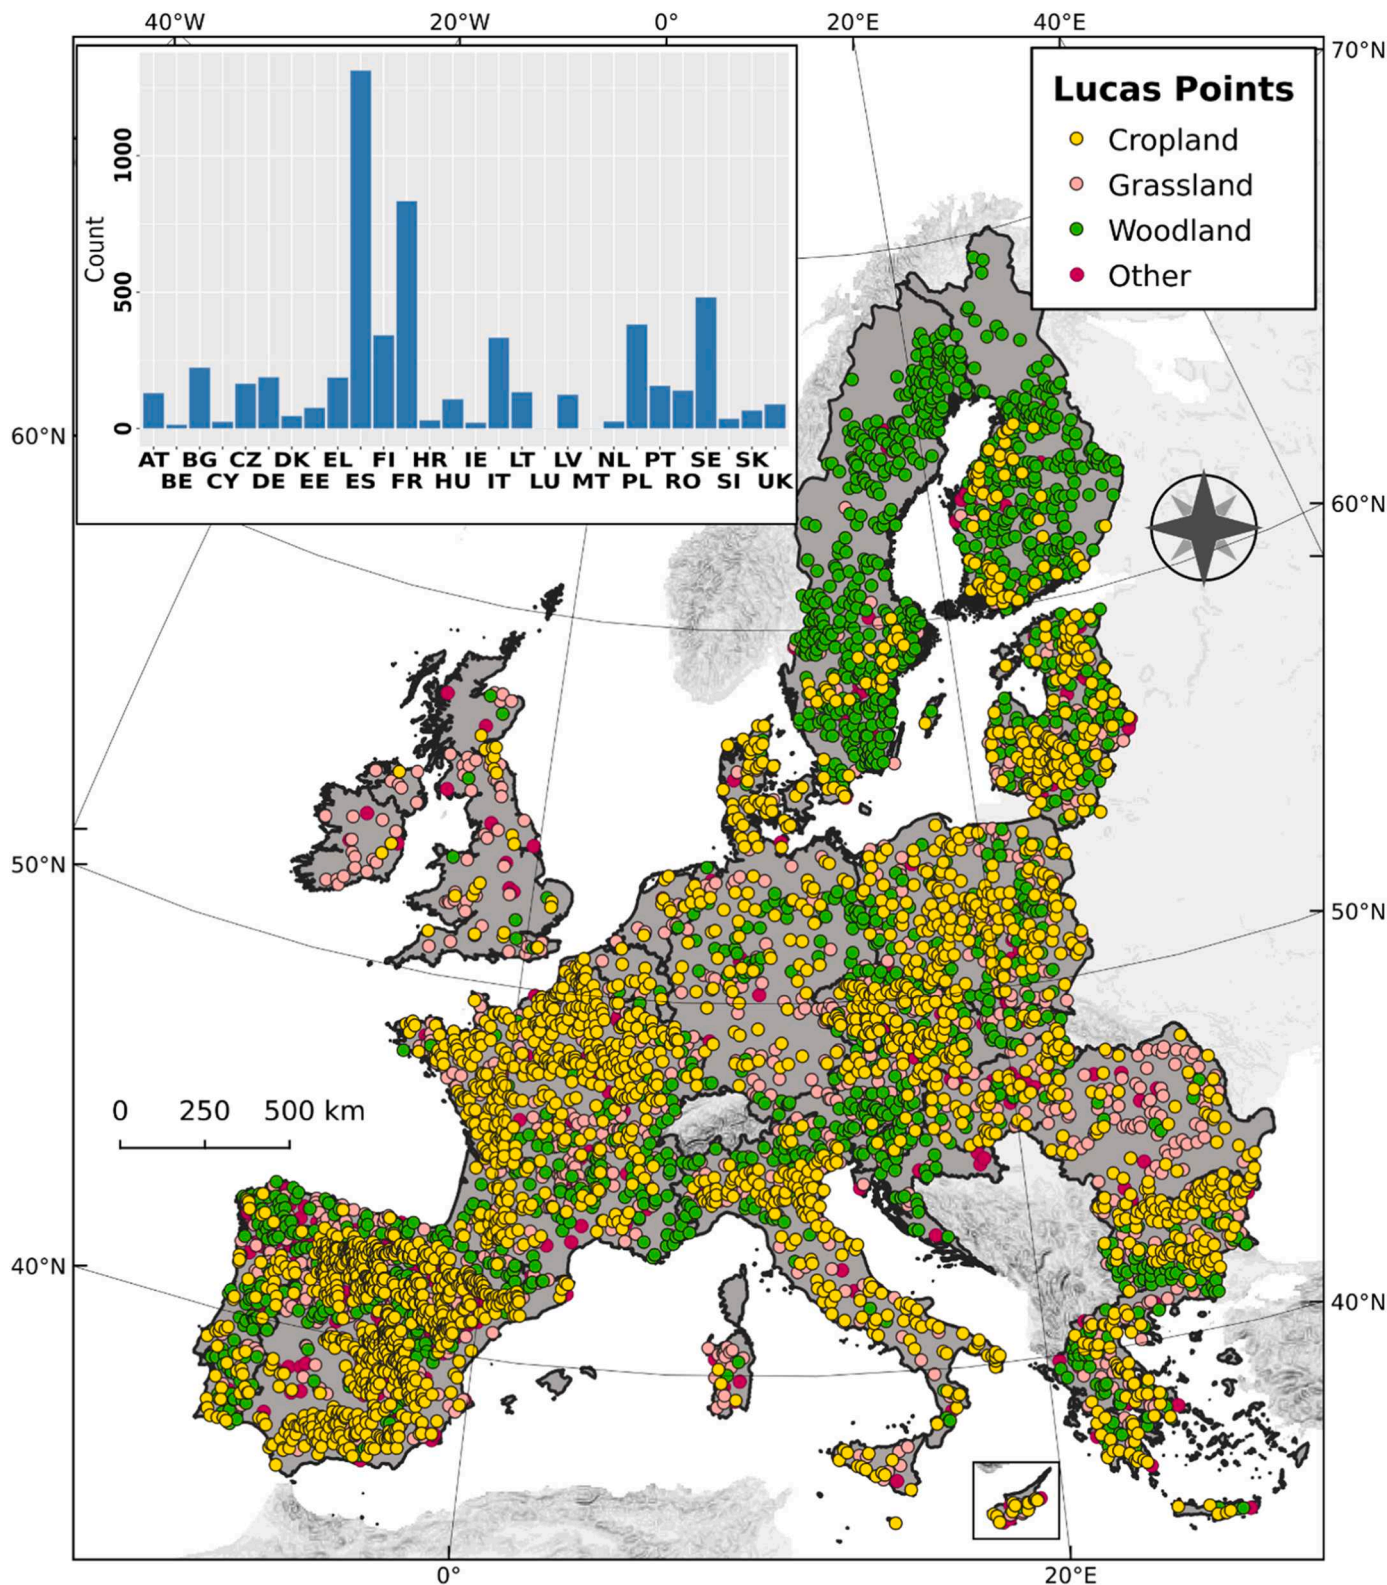 40°W 20°W 0° 20°E 40°E
70°N
Lucas Points
Cropland
Grassland
Woodland
Other
Count
1000
500
0
AT BG CZ DK EL FI HR IE LT LV NL PT SE SK
BE CY DE EE ES FR HU IT LU MT PL RO SI UK
60°N
60°N
50°N
50°N
0 250 500 km
40°N
40°N
0° 20°E